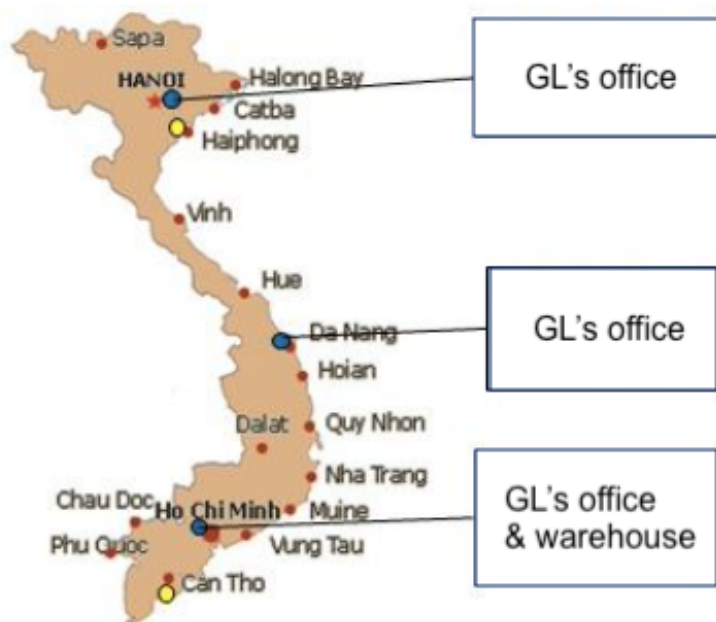 Sapa
HANOI
Halong Bay
Catba
Haiphong
GL's office
Vinh
Hue
Da Nang
GL's office
Hoian
Quy Nhon
Dalat
Nha Trang
Chau Doc
Ho Chi Minh
Muine
Phu Quoc
Vung Tau
Can Tho
GL's office
& warehouse